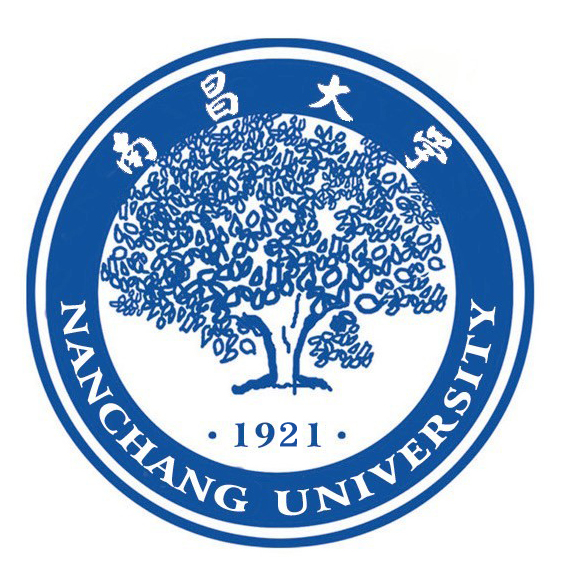 南昌大学
· 1921 ·
NANCHANG UNIVERSITY